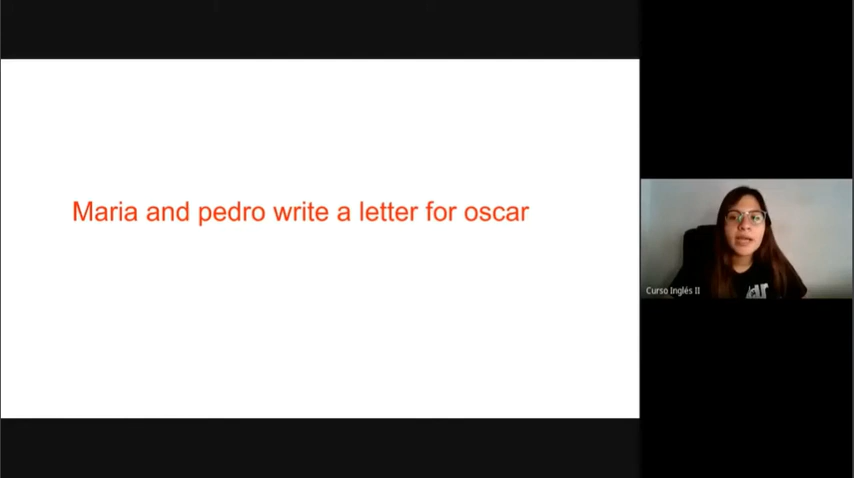 Maria and pedro write a letter for oscar
Curso Inglés II